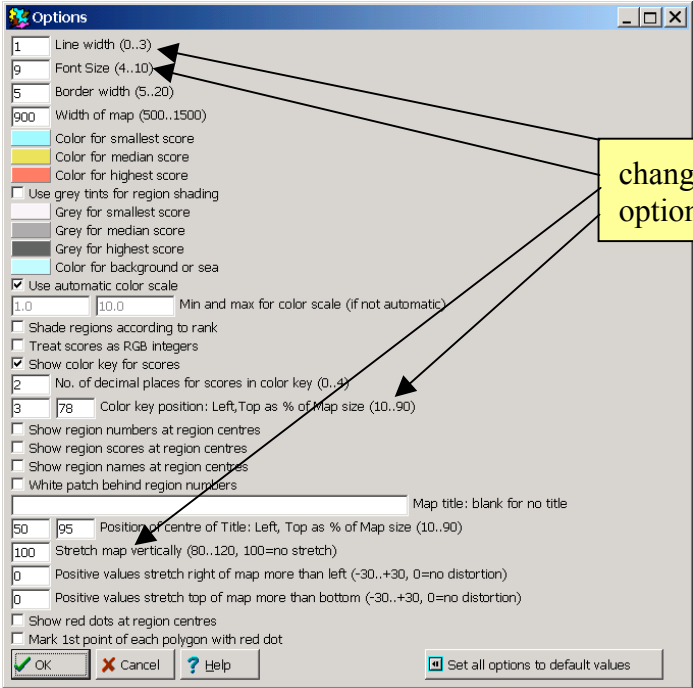 Options
1 Line width (0..3)
9 Font Size (4..10)
5 Border width (5..20)
900 Width of map (500..1500)
Color for smallest score
Color for median score
Color for highest score
Use grey tints for region shading
Grey for smallest score
Grey for median score
Grey for highest score
Color for background or sea
Use automatic color scale
1.0 10.0 Min and max for color scale (if not automatic)
Shade regions according to rank
Treat scores as RGB integers
Show color key for scores
2 No. of decimal places for scores in color key (0..4)
3 78 Color key position: Left,Top as % of Map size (10..90)
Show region numbers at region centres
Show region scores at region centres
Show region names at region centres
White patch behind region numbers
Map title: blank for no title
50 95 Position of centre of Title: Left, Top as % of Map size (10..90)
100 Stretch map vertically (80..120, 100=no stretch)
0 Positive values stretch right of map more than left (-30..+30, 0=no distortion)
0 Positive values stretch top of map more than bottom (-30..+30, 0=no distortion)
Show red dots at region centres
Mark 1st point of each polygon with red dot
OK Cancel ? Help Set all options to default values
chang
option